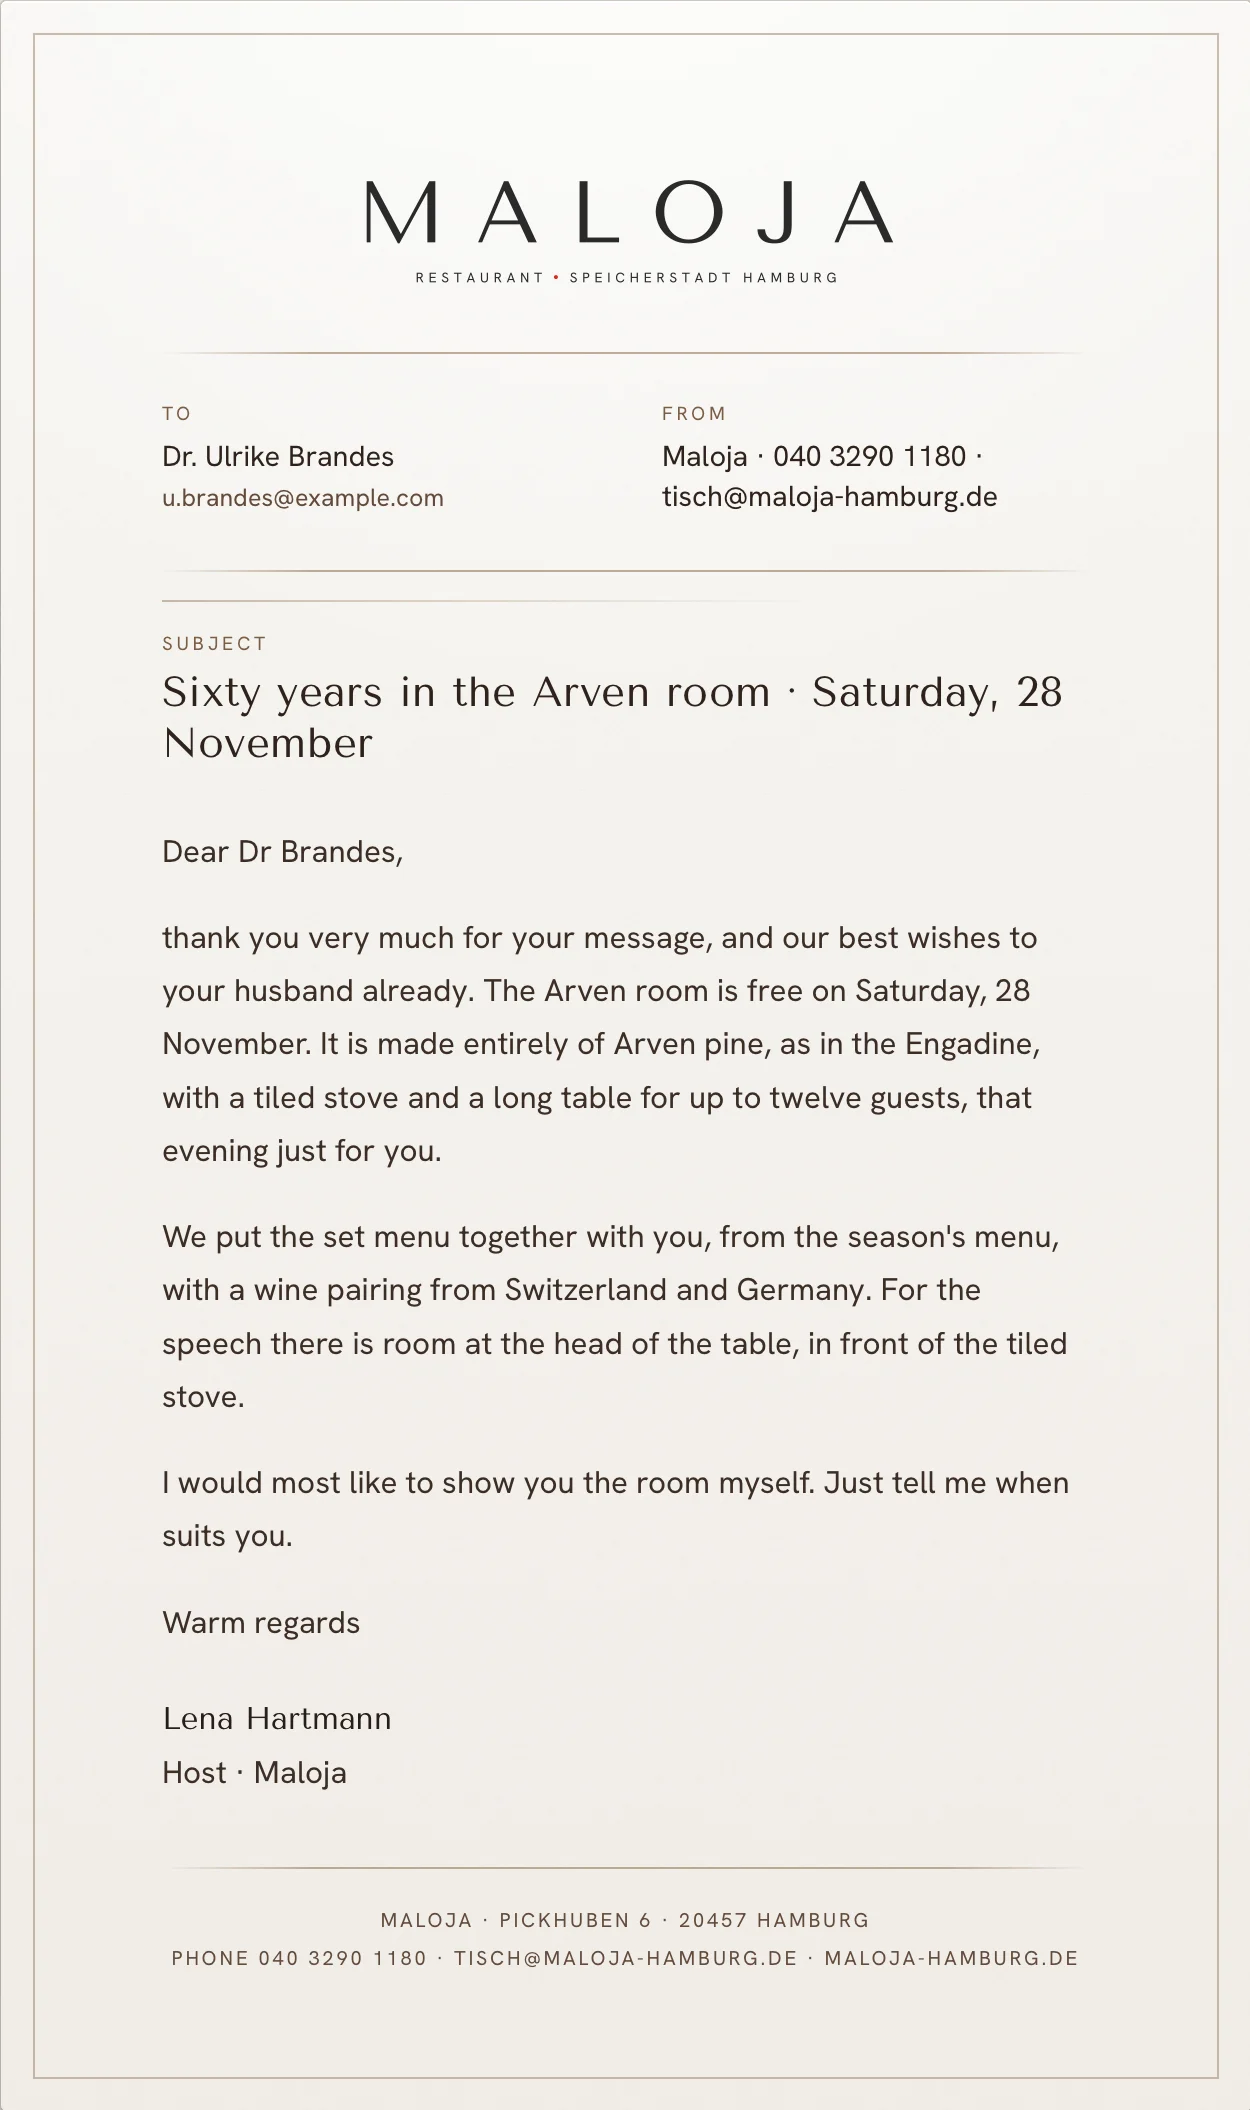 MALOJA
RESTAURANT • SPEICHERSTADT HAMBURG
TO
Dr. Ulrike Brandes
u.brandes@example.com
FROM
Maloja · 040 3290 1180 ·
tisch@maloja-hamburg.de
SUBJECT
Sixty years in the Arven room · Saturday, 28
November
Dear Dr Brandes,
thank you very much for your message, and our best wishes to
your husband already. The Arven room is free on Saturday, 28
November. It is made entirely of Arven pine, as in the Engadine,
with a tiled stove and a long table for up to twelve guests, that
evening just for you.
We put the set menu together with you, from the season's menu,
with a wine pairing from Switzerland and Germany. For the
speech there is room at the head of the table, in front of the tiled
stove.
I would most like to show you the room myself. Just tell me when
suits you.
Warm regards
Lena Hartmann
Host · Maloja
MALOJA · PICKHUBEN 6 · 20457 HAMBURG
PHONE 040 3290 1180 · TISCH@MALOJA-HAMBURG.DE · MALOJA-HAMBURG.DE